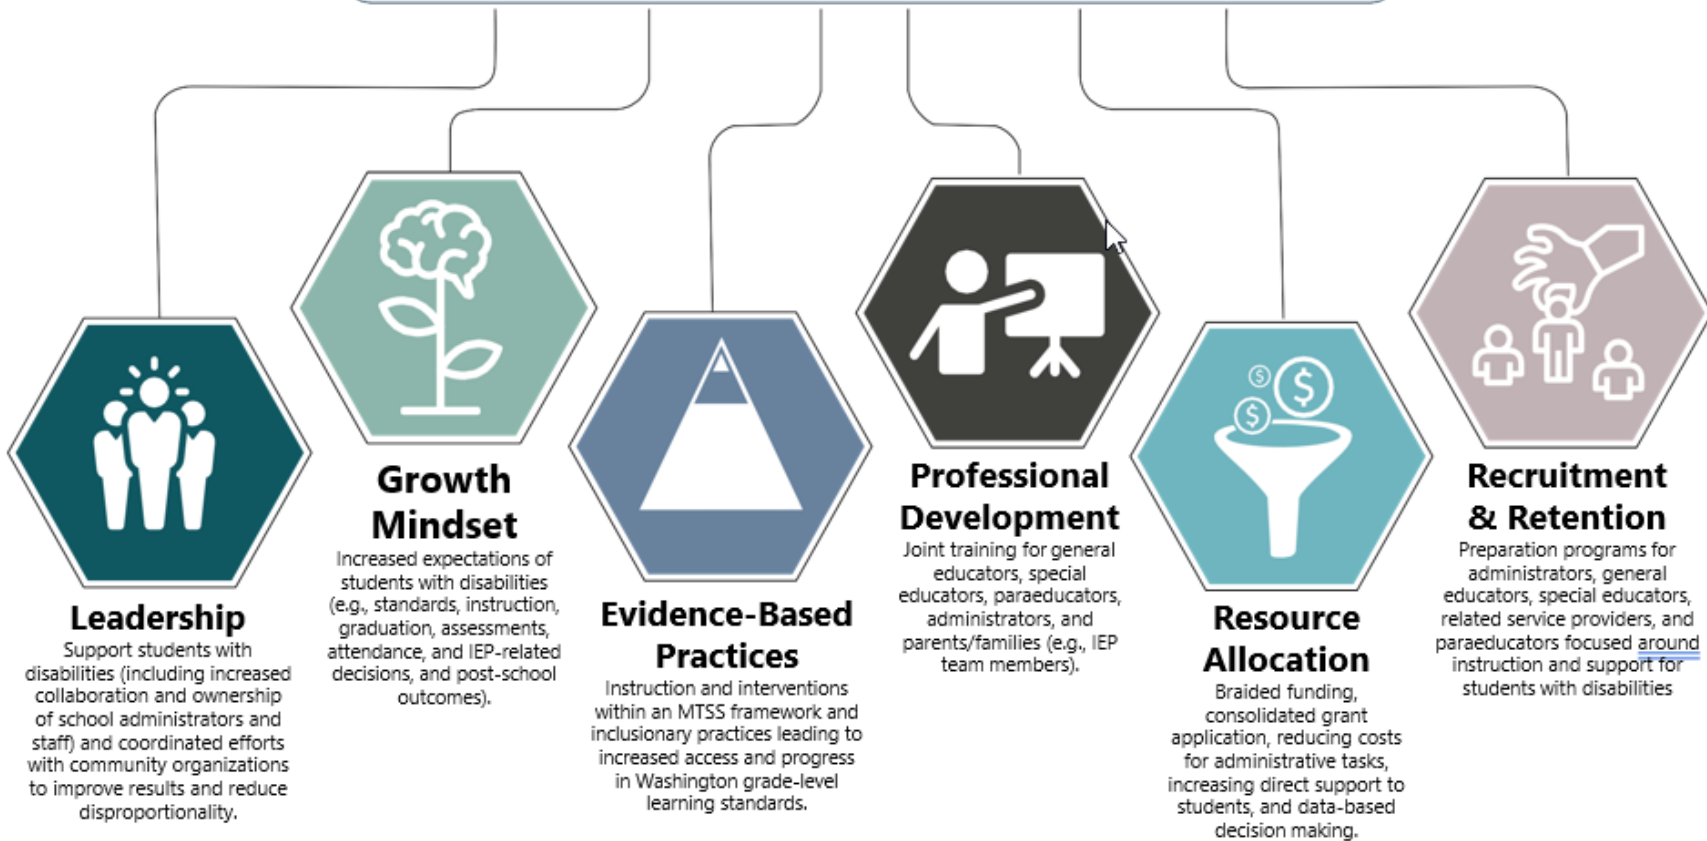 Leadership
Support students with
disabilities (including increased
collaboration and ownership
of school administrators and
staff) and coordinated efforts
with community organizations
to improve results and reduce
disproportionality.
Growth
Mindset
Increased expectations of
students with disabilities
(e.g., standards, instruction,
graduation, assessments,
attendance, and IEP-related
decisions, and post-school
outcomes).
Evidence-Based
Practices
Instruction and interventions
within an MTSS framework and
inclusionary practices leading to
increased access and progress
in Washington grade-level
learning standards.
Professional
Development
Joint training for general
educators, special
educators, paraeducators,
administrators, and
parents/families (e.g., IEP
team members).
$
$
$
Resource
Allocation
Braided funding,
consolidated grant
application, reducing costs
for administrative tasks,
increasing direct support to
students, and data-based
decision making.
Recruitment
& Retention
Preparation programs for
administrators, general
educators, special educators,
related service providers, and
paraeducators focused around
instruction and support for
students with disabilities